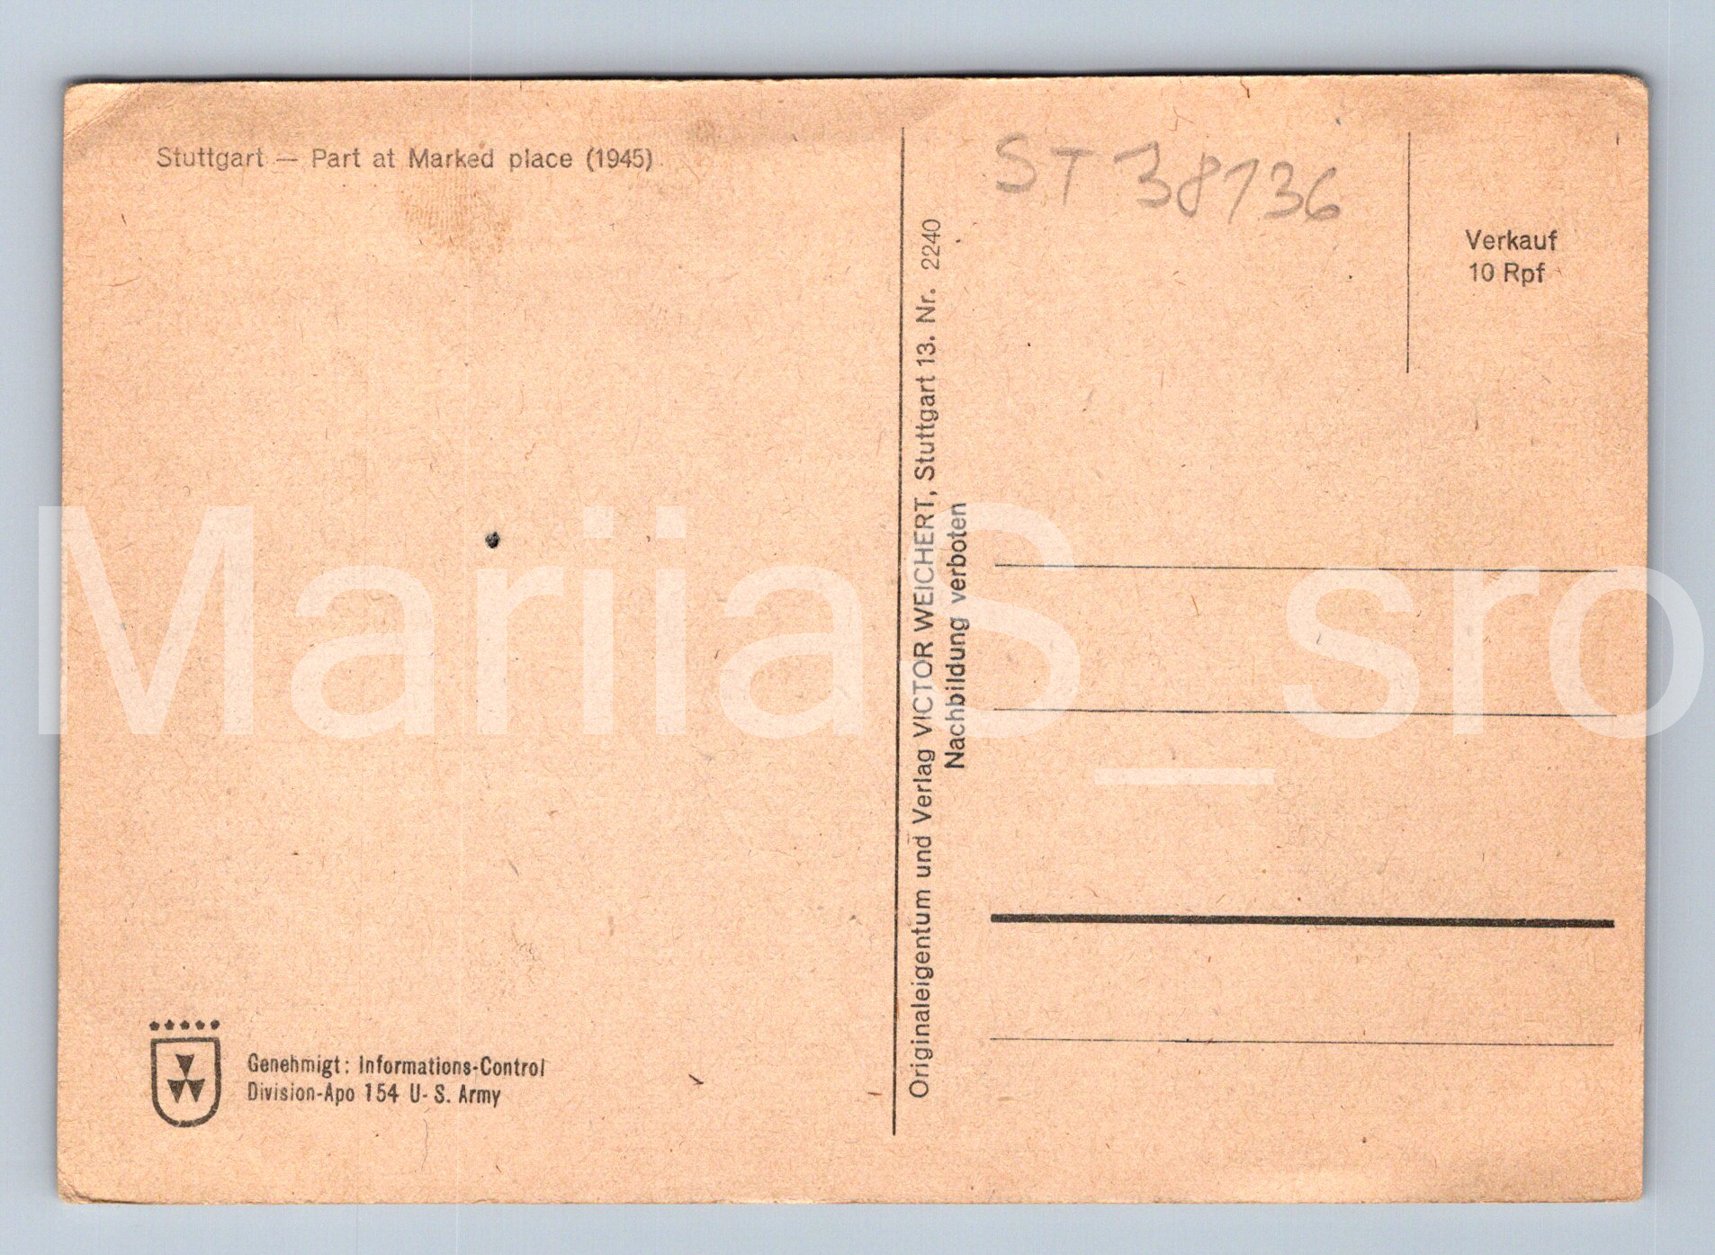 Stuttgart — Part at Marked place (1945)
ST 38136
Verkauf
10 Rpf
Originaleigentum und Verlag VICTOR WEICHERT, Stuttgart 13. Nr. 2240
Nachbildung verboten
MariiaS_sro
Genehmigt: Informations-Control
Division-Apo 154 U-S. Army